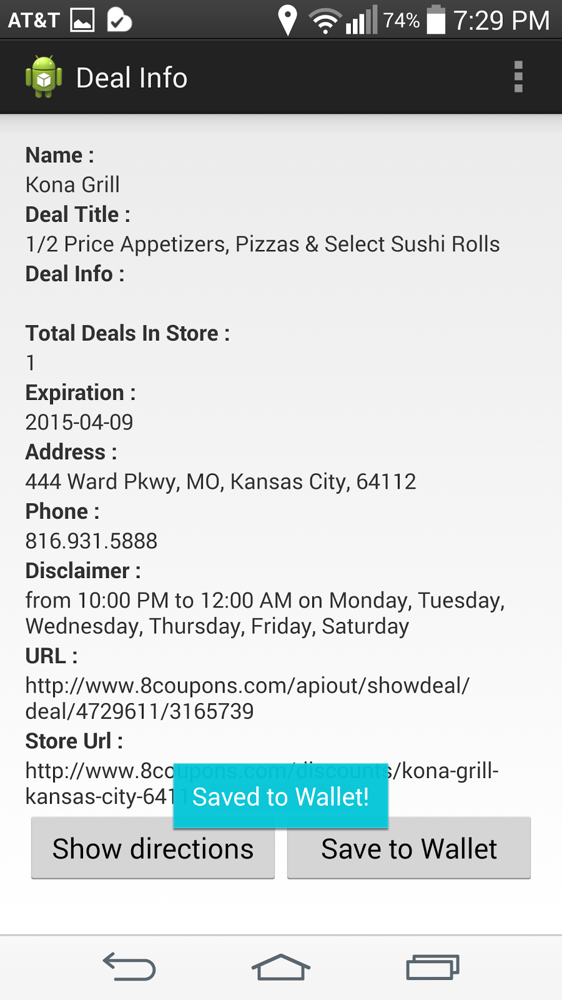 AT&T 74% 7:29 PM
Deal Info
Name :
Kona Grill
Deal Title :
1/2 Price Appetizers, Pizzas & Select Sushi Rolls
Deal Info :
Total Deals In Store :
1
Expiration :
2015-04-09
Address :
444 Ward Pkwy, MO, Kansas City, 64112
Phone :
816.931.5888
Disclaimer :
from 10:00 PM to 12:00 AM on Monday, Tuesday,
Wednesday, Thursday, Friday, Saturday
URL :
http://www.8coupons.com/apiout/showdeal/
deal/4729611/3165739
Store Url :
http://www.8coupons.com/discounts/kona-grill-
kansas-city-641
Saved to Wallet!
Show directions Save to Wallet